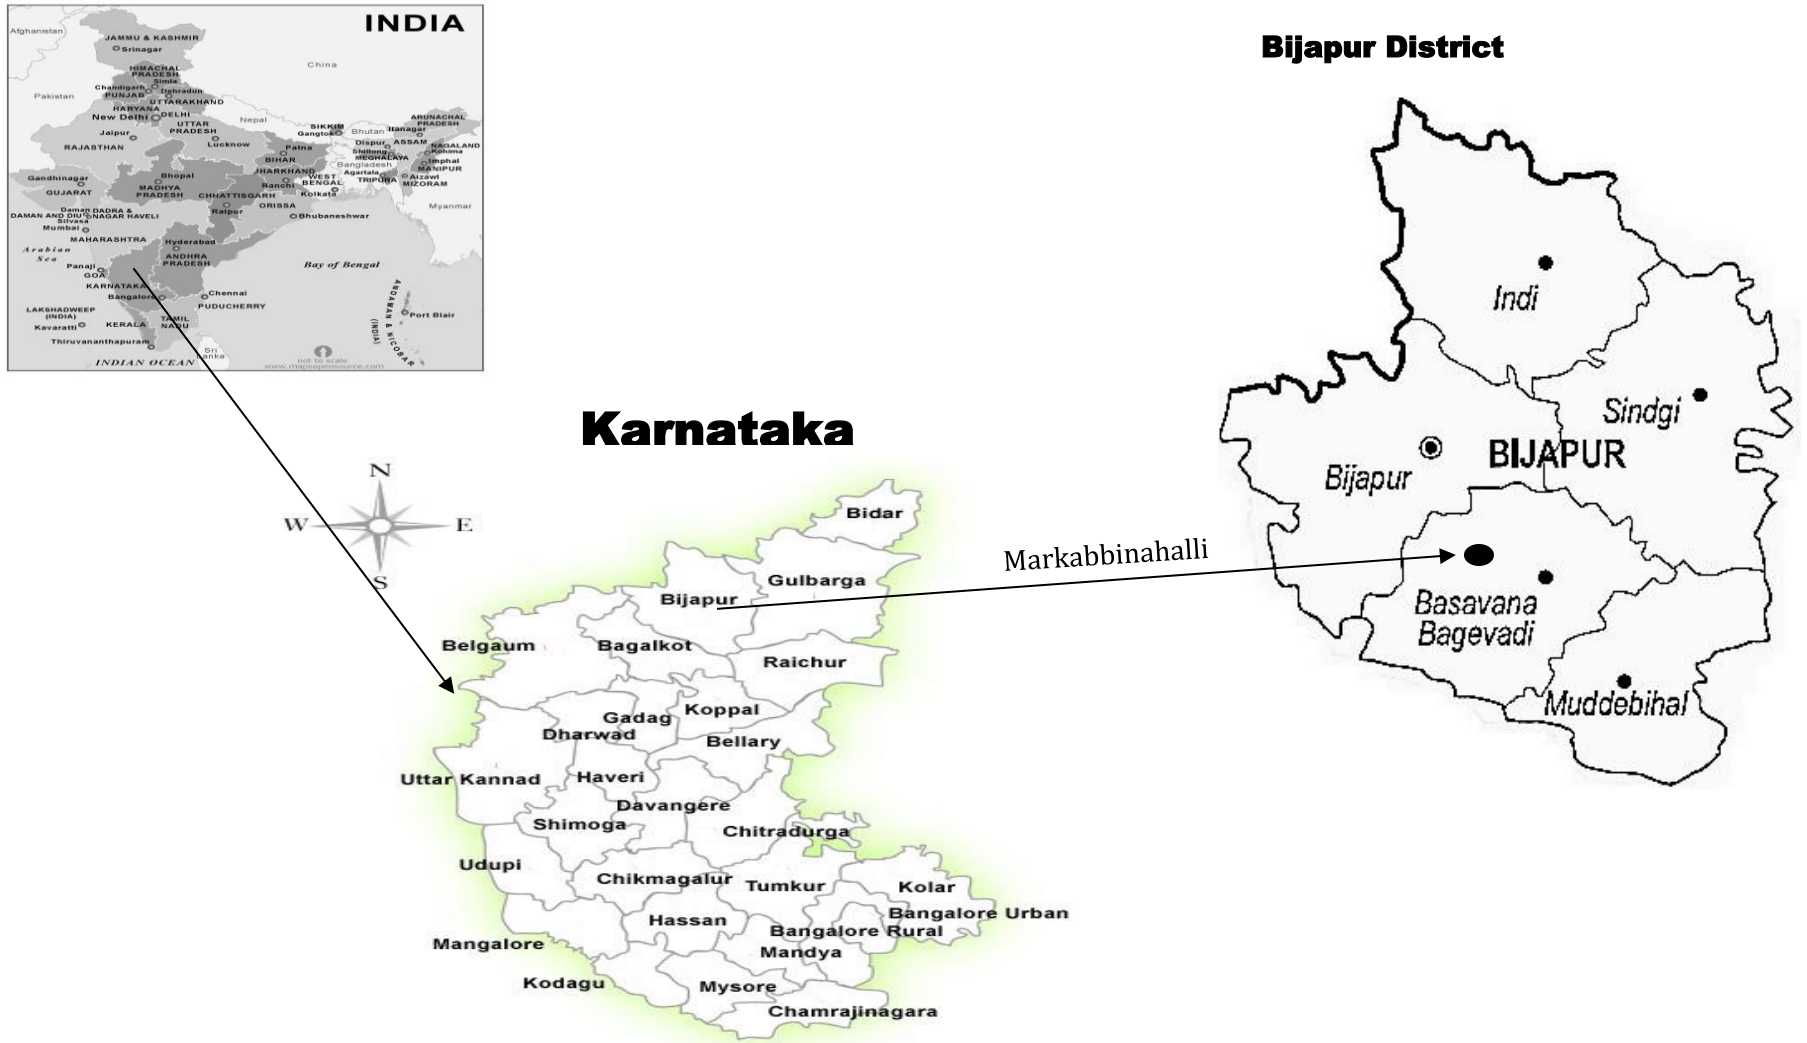 INDIA
Afghanistan
JAMMU & KASHMIR
Srinagar
China
HIMACHAL
PRADESH
Simla
Chandigarh
Dehradun
PUNJAB
UTTARAKHAND
Pakistan
HARYANA
New Delhi
DELHI
Nepal
UTTAR
PRADESH
Jaipur
Lucknow
RAJASTHAN
SIKKIM
Gangtok
Bhutan
Itanagar
ARUNACHAL
PRADESH
Dispur
ASSAM
Shillong
MEGHALAYA
NAGALAND
Kohima
Imphal
MANIPUR
Bangladesh
Agartala
TRIPURA
Aizawl
MIZORAM
Patna
BIHAR
JHARKHAND
Ranchi
WEST
BENGAL
Kolkata
Gandhinagar
GUJARAT
Bhopal
MADHYA
PRADESH
CHHATTISGARH
Raipur
ORISSA
Bhubaneshwar
Myanmar
Daman
DADRA &
DAMAN AND DIU
NAGAR HAVELI
Silvasa
Mumbai
MAHARASHTRA
Hyderabad
ANDHRA
PRADESH
Arabian
Sea
Bay of Bengal
Panaji
GOA
KARNATAKA
Bangalore
Chennai
PUDUCHERRY
LAKSHADWEEP
(INDIA)
Kavaratti
KERALA
TAMIL
NADU
Thiruvananthapuram
Sri
Lanka
INDIAN OCEAN
ANDAMAN & NICOBAR
(INDIA)
Port Blair
not to scale
www.mapsopensource.com
Karnataka
N
W
E
S
Bidar
Gulbarga
Bijapur
Belgaum
Bagalkot
Raichur
Gadag
Koppal
Dharwad
Bellary
Uttar Kannad
Haveri
Davangere
Shimoga
Chitradurga
Udupi
Chikmagalur
Tumkur
Kolar
Hassan
Bangalore Urban
Bangalore Rural
Mangalore
Mandya
Kodagu
Mysore
Chamrajinagara
Markabbinahalli
Bijapur District
Indi
Sindgi
BIJAPUR
Bijapur
Basavana
Bagevadi
Muddebihal